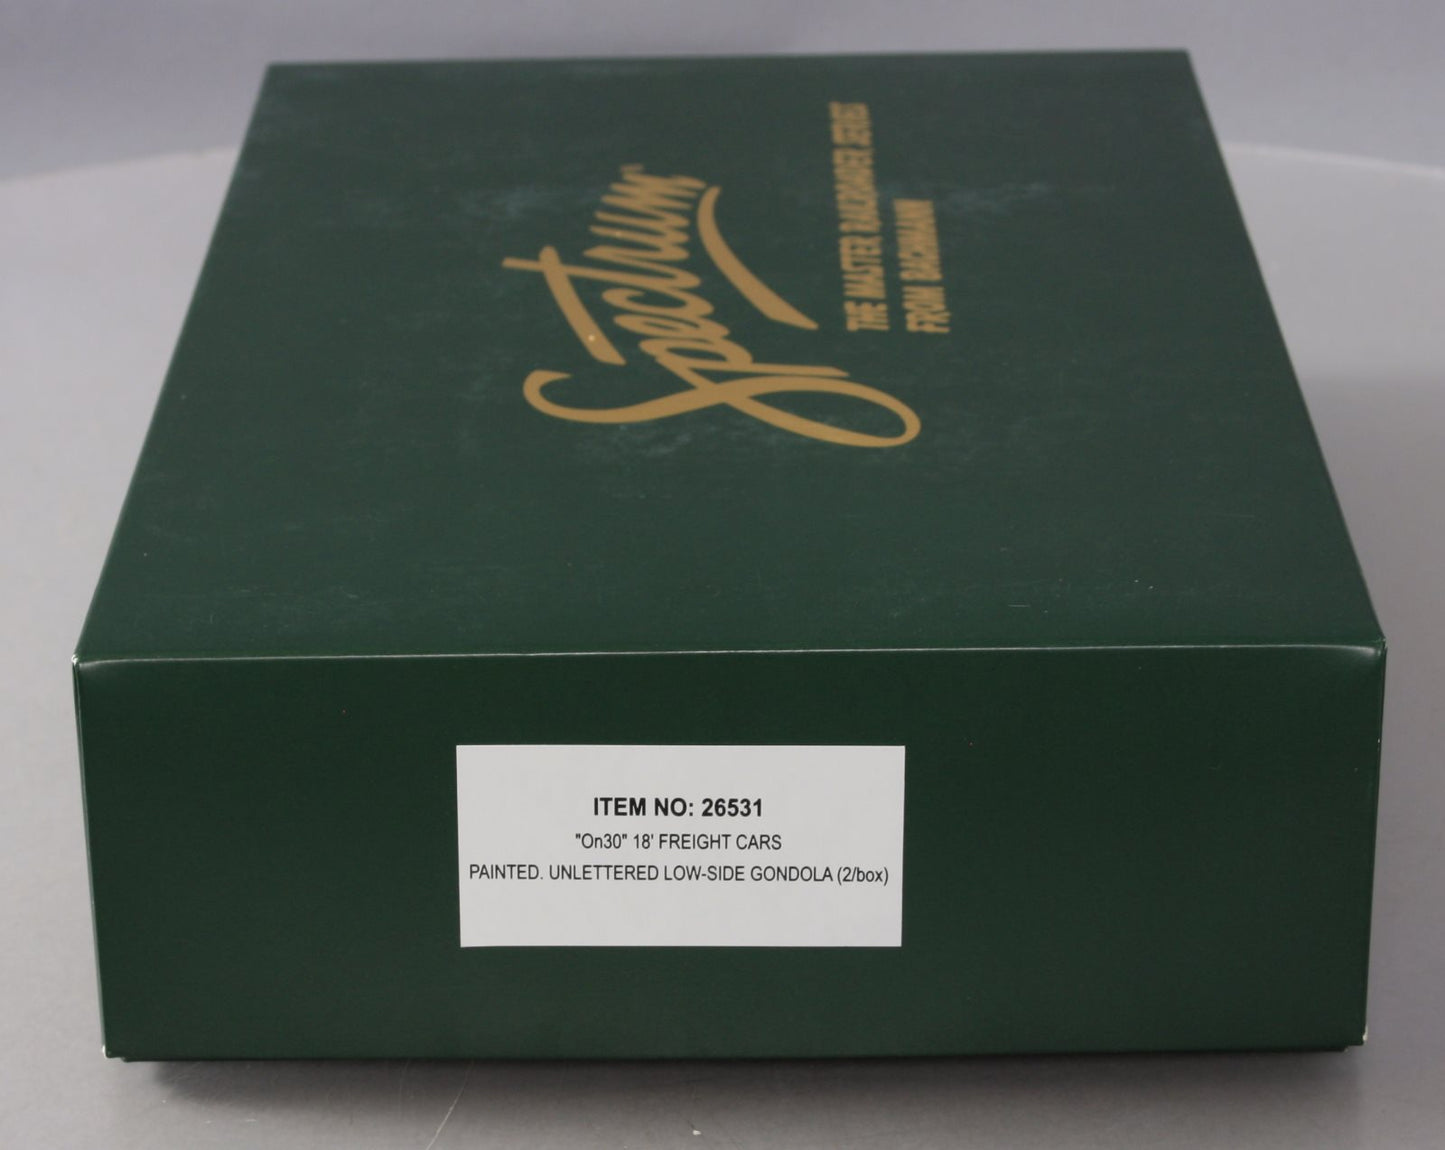 Spectrum
THE MASTER RAILROADER SERIES
FROM BACHMANN
ITEM NO: 26531
"On30" 18' FREIGHT CARS
PAINTED. UNLETTERED LOW-SIDE GONDOLA (2/box)